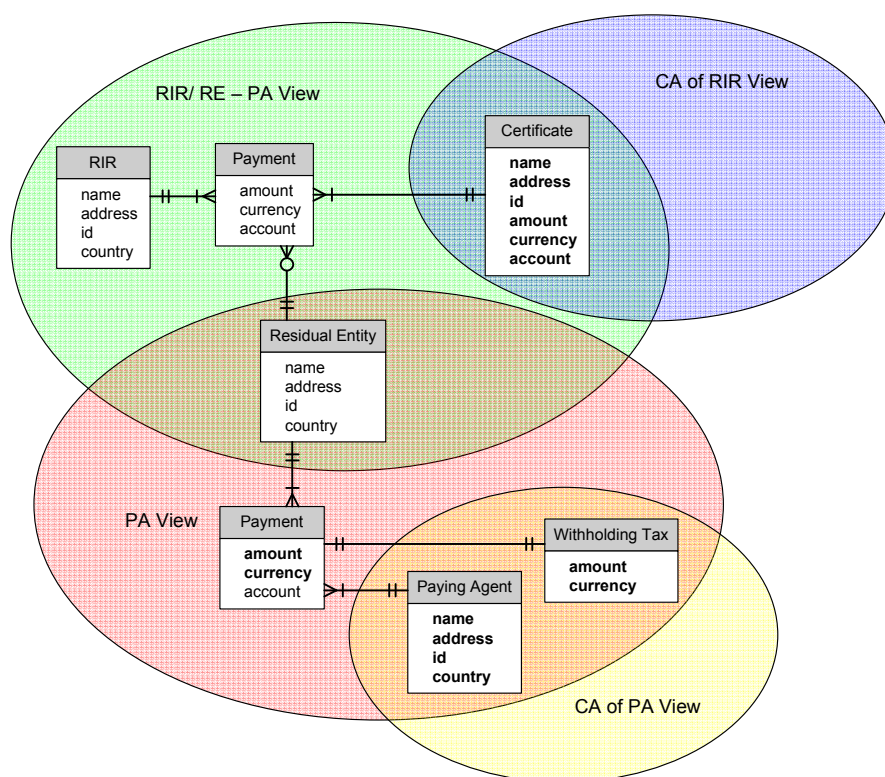 RIR/ RE – PA View
CA of RIR View
RIR
name
address
id
country
Payment
amount
currency
account
Certificate
name
address
id
amount
currency
account
Residual Entity
name
address
id
country
PA View
Payment
amount
currency
account
Withholding Tax
amount
currency
Paying Agent
name
address
id
country
CA of PA View